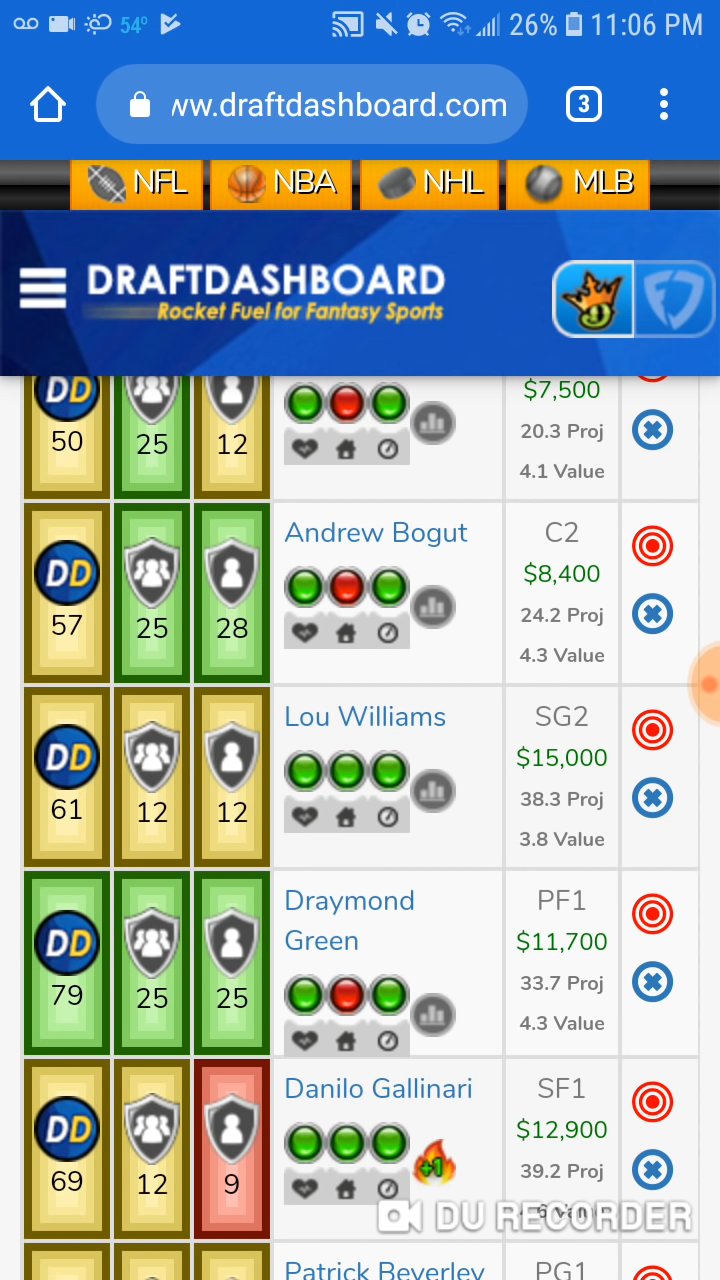 54° 26% 11:06 PM
ww.draftdashboard.com 3
NFL NBA NHL MLB
DRAFTDASHBOARD
Rocket Fuel for Fantasy Sports
DD 50 25 12 $7,500
20.3 Proj
4.1 Value
Andrew Bogut C2
DD 57 25 28 $8,400
24.2 Proj
4.3 Value
Lou Williams SG2
DD 61 12 12 $15,000
38.3 Proj
3.8 Value
Draymond Green PF1
DD 79 25 25 $11,700
33.7 Proj
4.3 Value
Danilo Gallinari SF1
DD 69 12 9 +1 $12,900
39.2 Proj
DU RECORDER
Patrick Beverley PG1